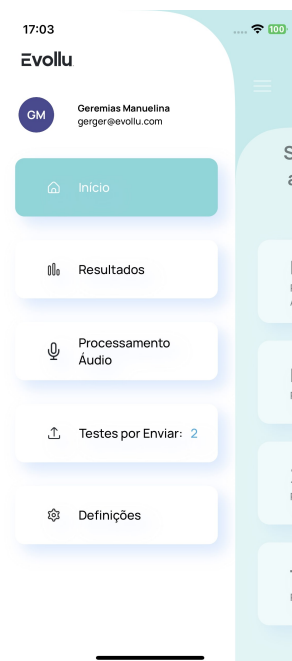 17:03
100
Evollu
GM
Geremias Manuelina
gerger@evollu.com
Início
Resultados
Processamento
Áudio
Testes por Enviar: 2
Definições